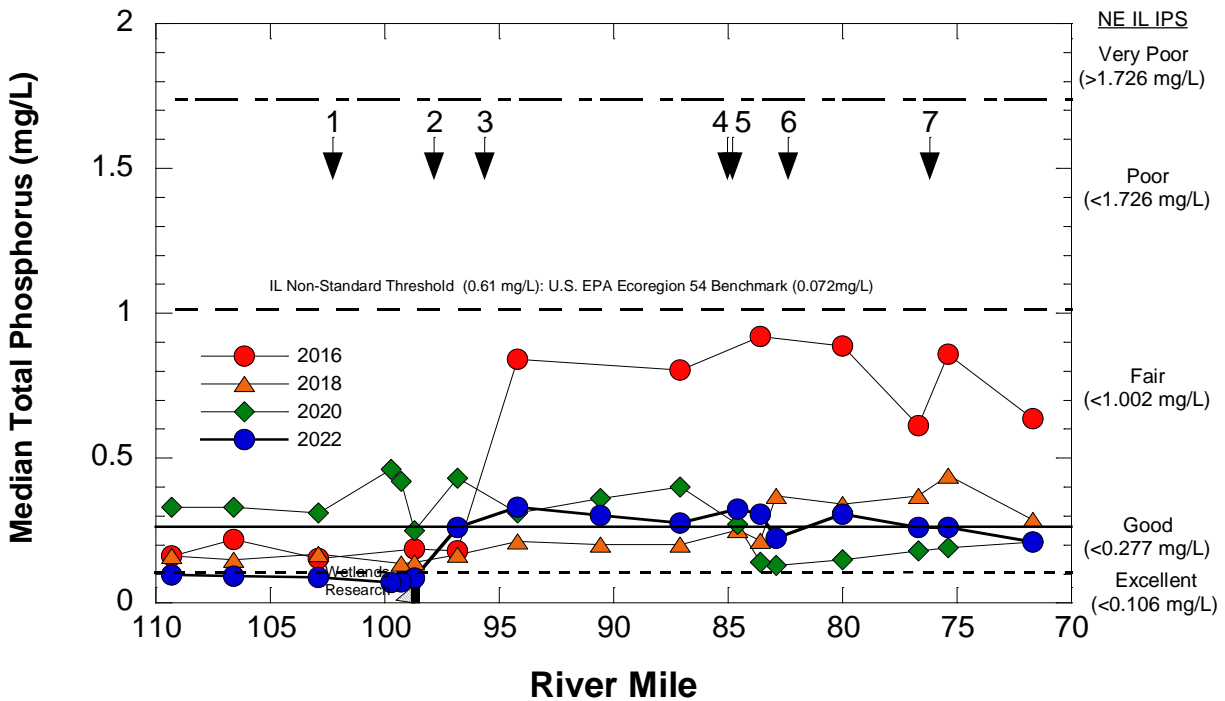 NE IL IPS
Very Poor
(>1.726 mg/L)
Poor
(<1.726 mg/L)
Fair
(<1.002 mg/L)
Good
(<0.277 mg/L)
Excellent
(<0.106 mg/L)
Median Total Phosphorus (mg/L)
2
1.5
1
0.5
0
1 2 3 4 5 6 7
IL Non-Standard Threshold (0.61 mg/L): U.S. EPA Ecoregion 54 Benchmark (0.072mg/L)
2016
2018
2020
2022
Wetlands
Research
110 105 100 95 90 85 80 75 70
River Mile